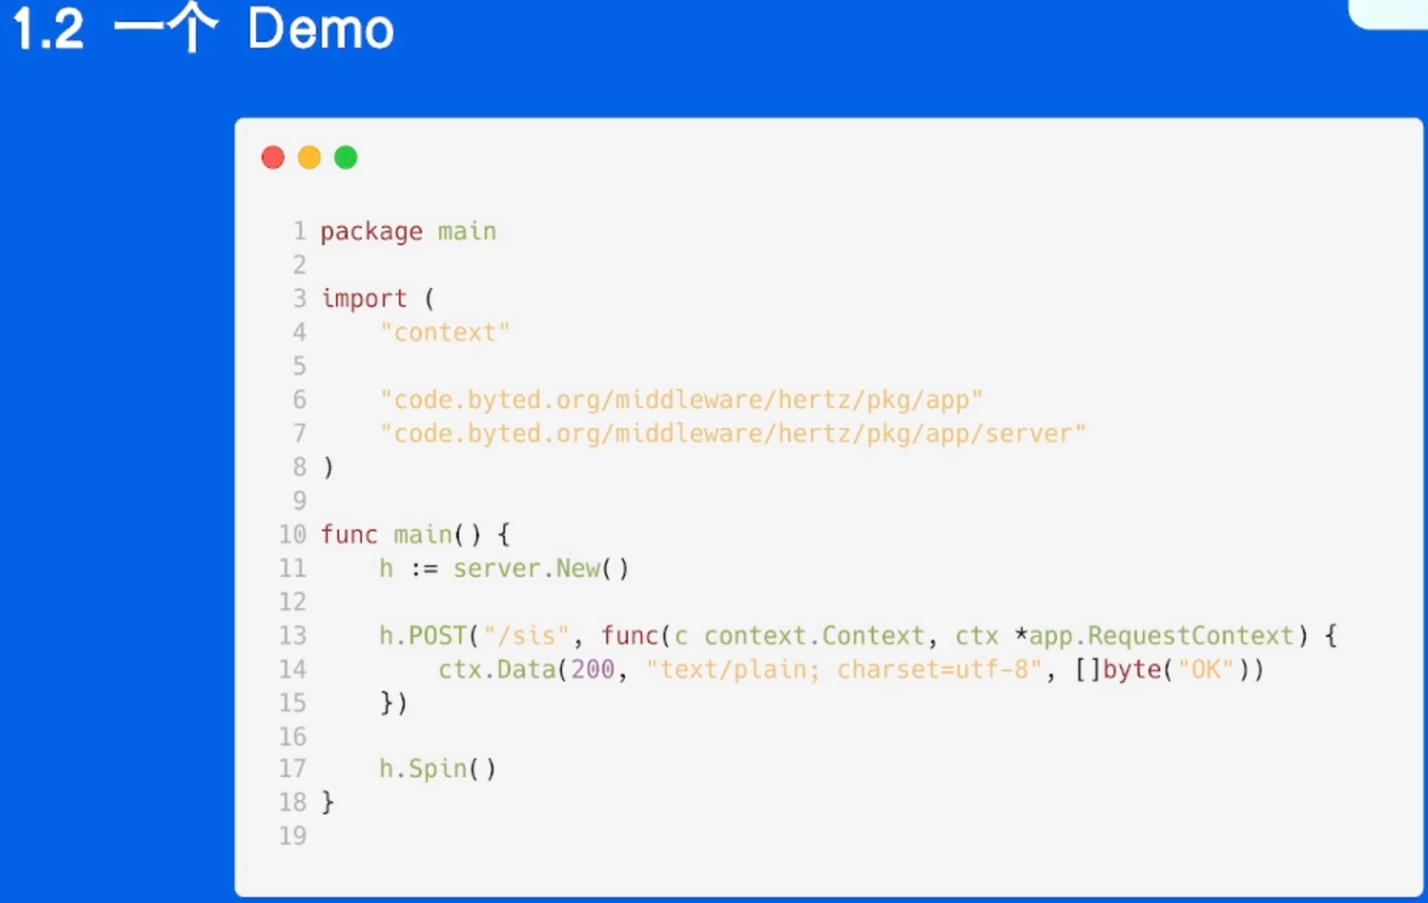 1.2 一个 Demo
1 package main
2
3 import (
4     "context"
5
6     "code.byted.org/middleware/hertz/pkg/app"
7     "code.byted.org/middleware/hertz/pkg/app/server"
8 )
9
10 func main() {
11     h := server.New()
12
13     h.POST("/sis", func(c context.Context, ctx *app.RequestContext) {
14         ctx.Data(200, "text/plain; charset=utf-8", []byte("OK"))
15     })
16
17     h.Spin()
18 }
19